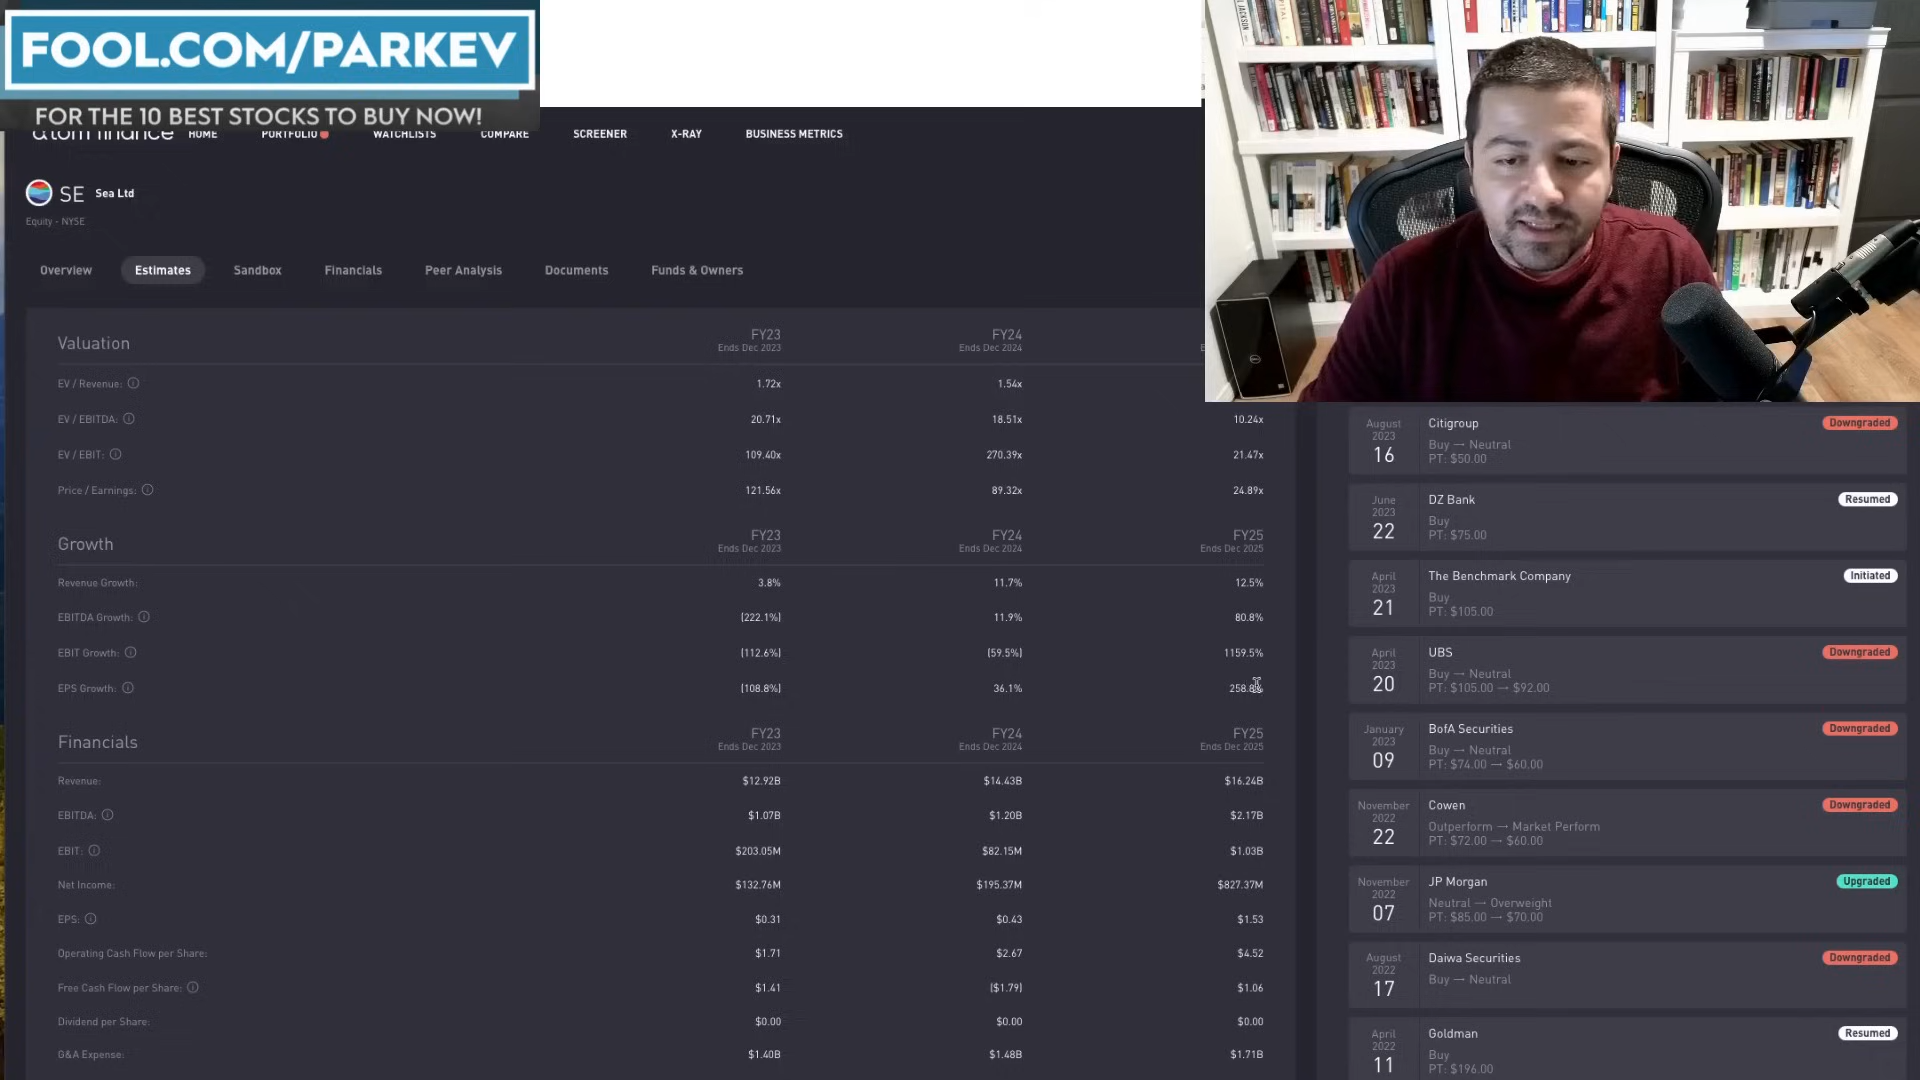 FOOL.COM/PARKEV
FOR THE 10 BEST STOCKS TO BUY NOW!
atom finance HOME PORTFOLIO WATCHLISTS COMPARE SCREENER X-RAY BUSINESS METRICS
SE Sea Ltd
Equity - NYSE
Overview Estimates Sandbox Financials Peer Analysis Documents Funds & Owners
Valuation FY23 FY24
Ends Dec 2023 Ends Dec 2024
EV / Revenue: 1.72x 1.54x
EV / EBITDA: 20.71x 18.51x 10.24x
EV / EBIT: 109.40x 270.39x 21.47x
Price / Earnings: 121.56x 89.32x 24.89x
Growth FY23 FY24 FY25
Ends Dec 2023 Ends Dec 2024 Ends Dec 2025
Revenue Growth: 3.8% 11.7% 12.5%
EBITDA Growth: (222.1%) 11.9% 80.8%
EBIT Growth: (112.6%) (59.5%) 1159.5%
EPS Growth: (108.8%) 36.1%
Financials FY23 FY24 FY25
Ends Dec 2023 Ends Dec 2024 Ends Dec 2025
Revenue: $12.92B $14.43B $16.24B
EBITDA: $1.07B $1.20B $2.17B
EBIT: $203.05M $82.15M $1.03B
Net Income: $132.76M $195.37M $827.37M
EPS: $0.31 $0.43 $1.53
Operating Cash Flow per Share: $1.71 $2.67 $4.52
Free Cash Flow per Share: $1.41 ($1.79) $1.06
Dividend per Share: $0.00 $0.00 $0.00
G&A Expense: $1.40B $1.48B $1.71B
August 2023 16
Citigroup Downgraded
Buy → Neutral
PT: $50.00
June 2023 22
DZ Bank Resumed
Buy
PT: $75.00
April 2023 21
The Benchmark Company Initiated
Buy
PT: $105.00
April 2023 20
UBS Downgraded
Buy → Neutral
PT: $105.00 → $92.00
January 2023 09
BofA Securities Downgraded
Buy → Neutral
PT: $74.00 → $60.00
November 2022 22
Cowen Downgraded
Outperform → Market Perform
PT: $72.00 → $60.00
November 2022 07
JP Morgan Upgraded
Neutral → Overweight
PT: $85.00 → $70.00
August 2022 17
Daiwa Securities Downgraded
Buy → Neutral
April 2022 11
Goldman Resumed
Buy
PT: $196.00